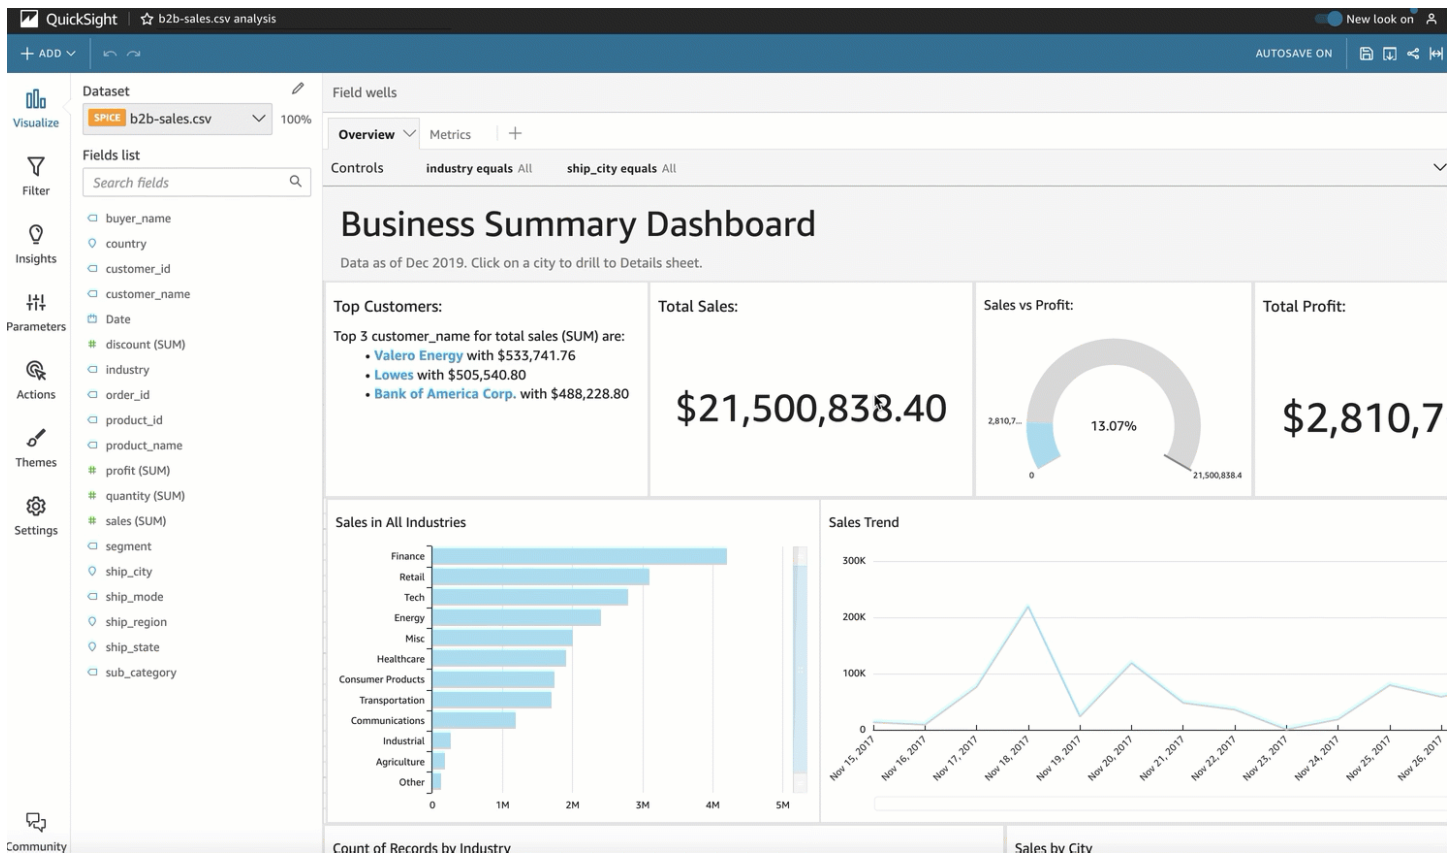 QuickSight
b2b-sales.csv analysis
New look on
ADD
AUTOSAVE ON
Visualize
Filter
Insights
Parameters
Actions
Themes
Settings
Community
Dataset
SPICE b2b-sales.csv 100%
Fields list
Search fields
buyer_name
country
customer_id
customer_name
Date
discount (SUM)
industry
order_id
product_id
product_name
profit (SUM)
quantity (SUM)
sales (SUM)
segment
ship_city
ship_mode
ship_region
ship_state
sub_category
Field wells
Overview Metrics
Controls industry equals All ship_city equals All
Business Summary Dashboard
Data as of Dec 2019. Click on a city to drill to Details sheet.
Top Customers:
Top 3 customer_name for total sales (SUM) are:
• Valero Energy with $533,741.76
• Lowes with $505,540.80
• Bank of America Corp. with $488,228.80
Total Sales:
$21,500,838.40
Sales vs Profit:
2,810,7...
13.07%
0
21,500,838.4
Total Profit:
$2,810,7
Sales in All Industries
Finance
Retail
Tech
Energy
Misc
Healthcare
Consumer Products
Transportation
Communications
Industrial
Agriculture
Other
0 1M 2M 3M 4M 5M
Sales Trend
300K
200K
100K
0
Nov 15, 2017
Nov 16, 2017
Nov 17, 2017
Nov 18, 2017
Nov 19, 2017
Nov 20, 2017
Nov 21, 2017
Nov 22, 2017
Nov 23, 2017
Nov 24, 2017
Nov 25, 2017
Nov 26, 2017
Count of Records by Industry
Sales by City